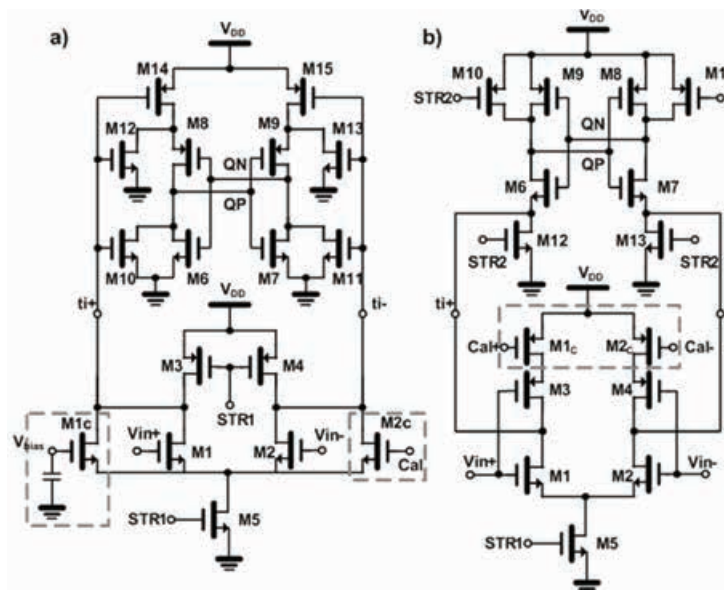 a)
VDD
M14
M15
M12
M8
M9
M13
QN
QP
M10
M6
M7
M11
ti+
ti-
VDD
M3
M4
STR1
M1c
M2c
Vbias
Vin+
M1
M2
Vin-
Cal
STR1
M5
b)
VDD
M10
M9
M8
M1
STR2
QN
QP
M6
M7
M12
M13
STR2
STR2
VDD
ti+
ti-
Cal+
M1C
M2C
Cal-
M3
M4
Vin+
M1
M2
Vin-
STR1
M5